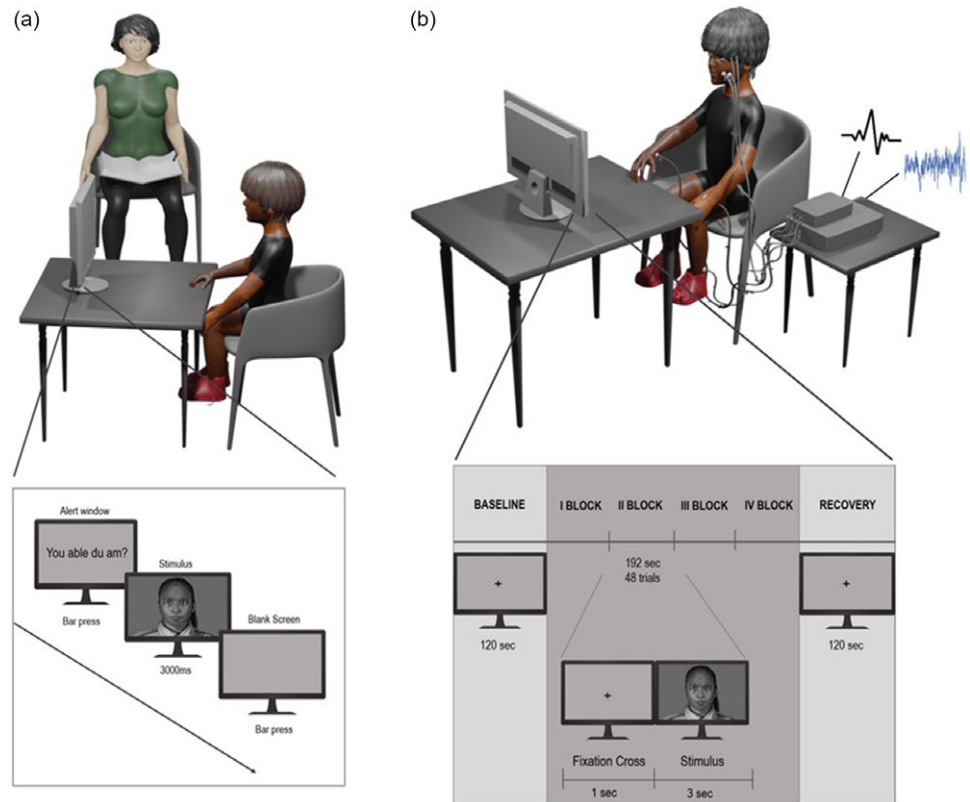 (a)
(b)
Alert window
You able du am?
Bar press
Stimulus
3000ms
Blank Screen
Bar press
BASELINE
I BLOCK
II BLOCK
III BLOCK
IV BLOCK
RECOVERY
+
120 sec
192 sec
48 trials
+
120 sec
+
Fixation Cross
Stimulus
1 sec
3 sec